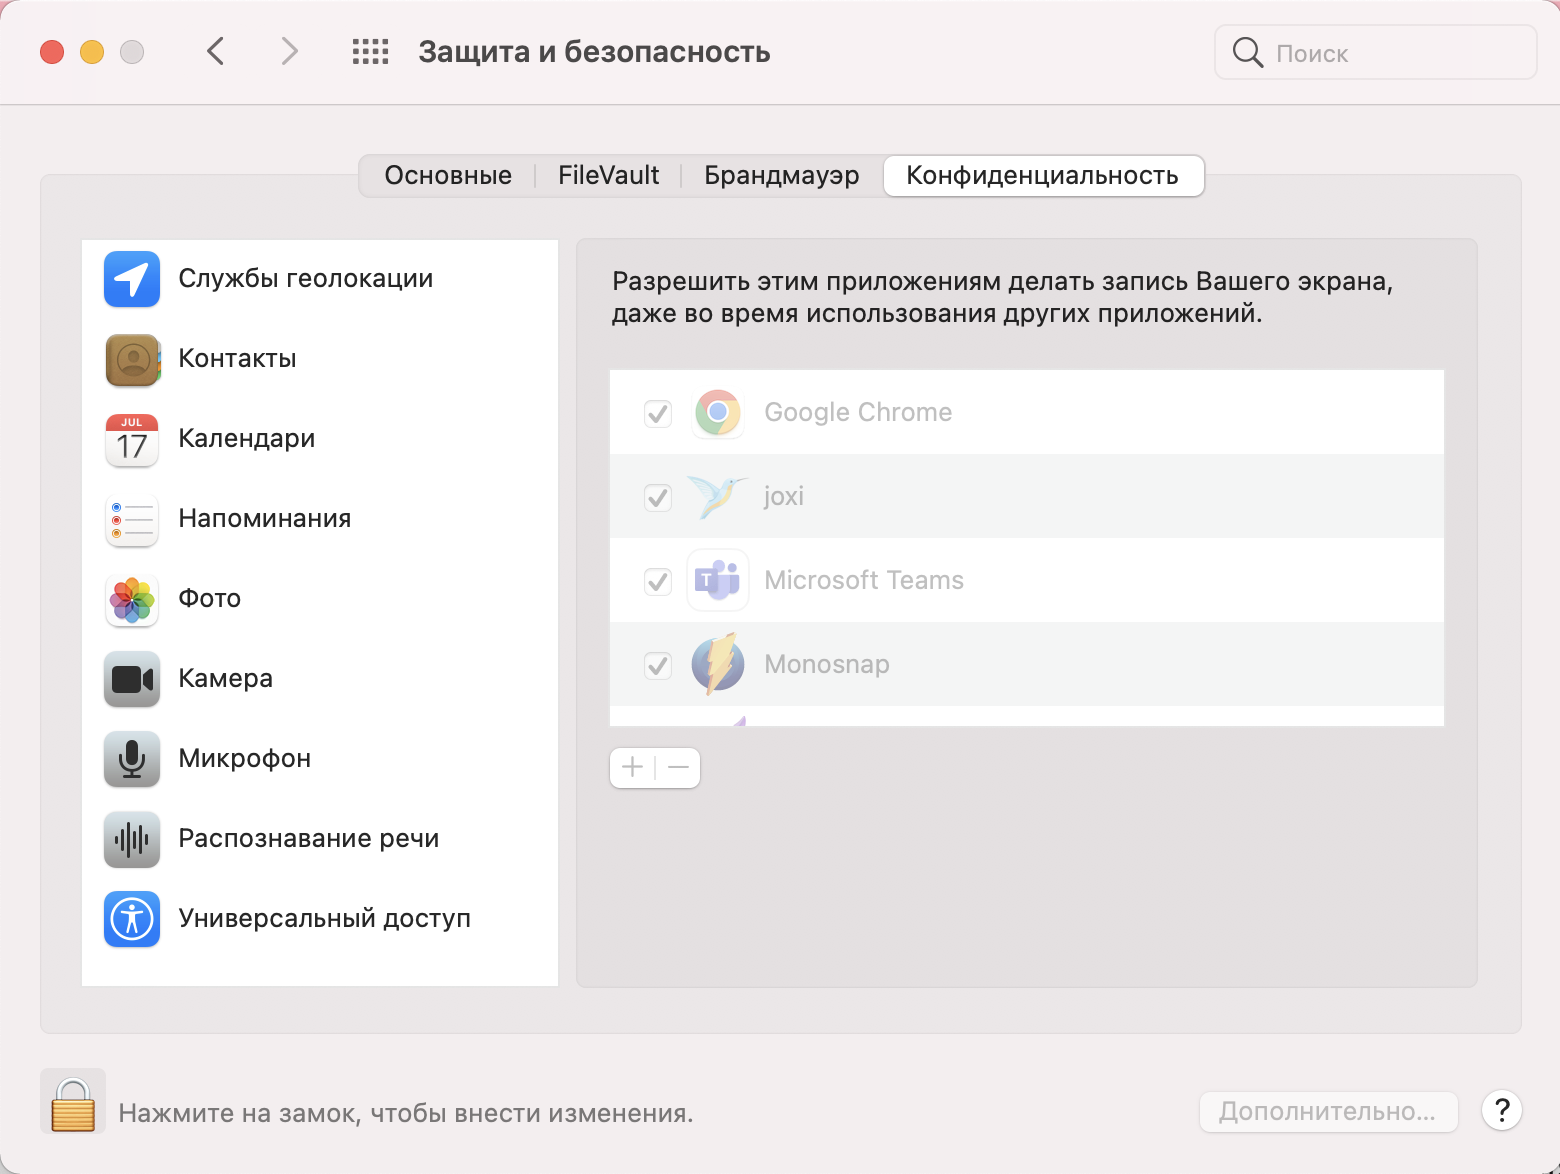 Защита и безопасность
Поиск
Основные
FileVault
Брандмауэр
Конфиденциальность
Службы геолокации
Контакты
JUL
17
Календари
Напоминания
Фото
Камера
Микрофон
Распознавание речи
Универсальный доступ
Разрешить этим приложениям делать запись Вашего экрана,
даже во время использования других приложений.
Google Chrome
joxi
T
Microsoft Teams
Monosnap
Нажмите на замок, чтобы внести изменения.
Дополнительно...
?